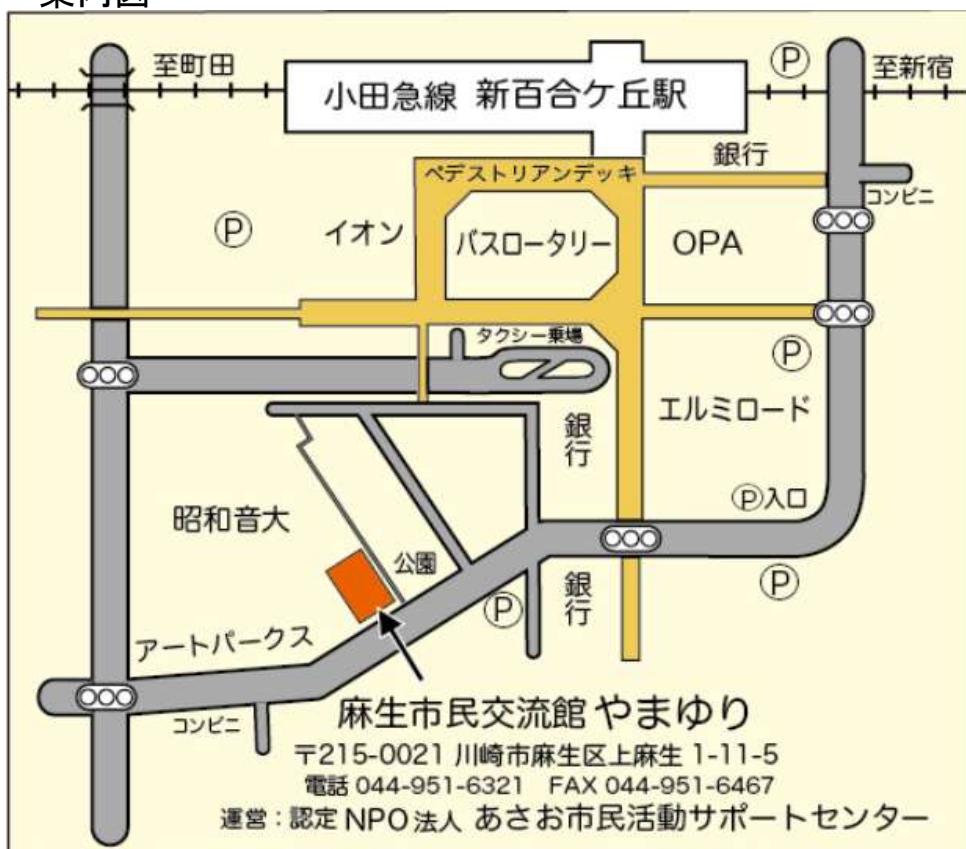 案内図
至町田
小田急線 新百合ケ丘駅
Ⓟ
至新宿
銀行
ペデストリアンデッキ
コンビニ
Ⓟ
イオン
バスロータリー
OPA
タクシー乗場
Ⓟ
エルミロード
銀行
Ⓟ入口
昭和音大
公園
Ⓟ
銀行
Ⓟ
アートパークス
コンビニ
麻生市民交流館 やまゆり
〒215-0021 川崎市麻生区上麻生 1-11-5
電話 044-951-6321 FAX 044-951-6467
運営：認定 NPO 法人 あさお市民活動サポートセンター